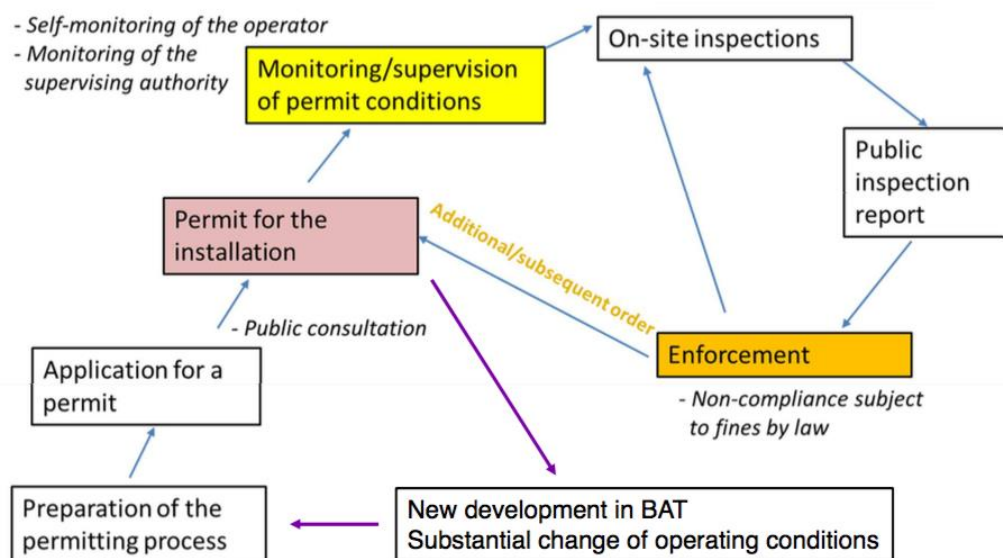 - Self-monitoring of the operator
- Monitoring of the
supervising authority
Monitoring/supervision
of permit conditions
On-site inspections
Public
inspection
report
Permit for the
installation
Additional/subsequent order
- Public consultation
Enforcement
- Non-compliance subject
to fines by law
Application for a
permit
Preparation of the
permitting process
New development in BAT
Substantial change of operating conditions